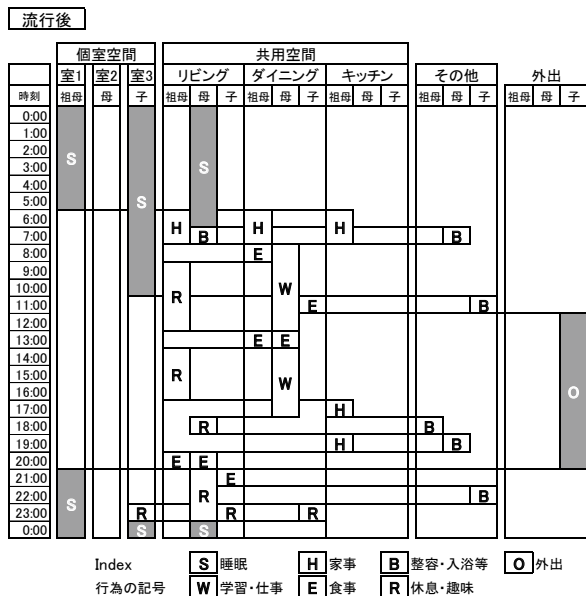 流行後
個室空間 共用空間
室1 室2 室3 リビング ダイニング キッチン その他 外出
時刻 祖母 母 子 祖母 母 子 祖母 母 子 祖母 母 子 祖母 母 子 祖母 母 子
0:00
1:00
2:00
3:00 S S
4:00
5:00 S
6:00
7:00 H B H H B
8:00 E
9:00
10:00 R W
11:00 E B
12:00
13:00 E E
14:00
15:00 R
16:00 W O
17:00 H
18:00 R B
19:00 H B
20:00 E E
21:00 E
22:00 S R B
23:00 R R R
0:00 S S
Index S 睡眠 H 家事 B 整容・入浴等 O 外出
行為の記号 W 学習・仕事 E 食事 R 休息・趣味